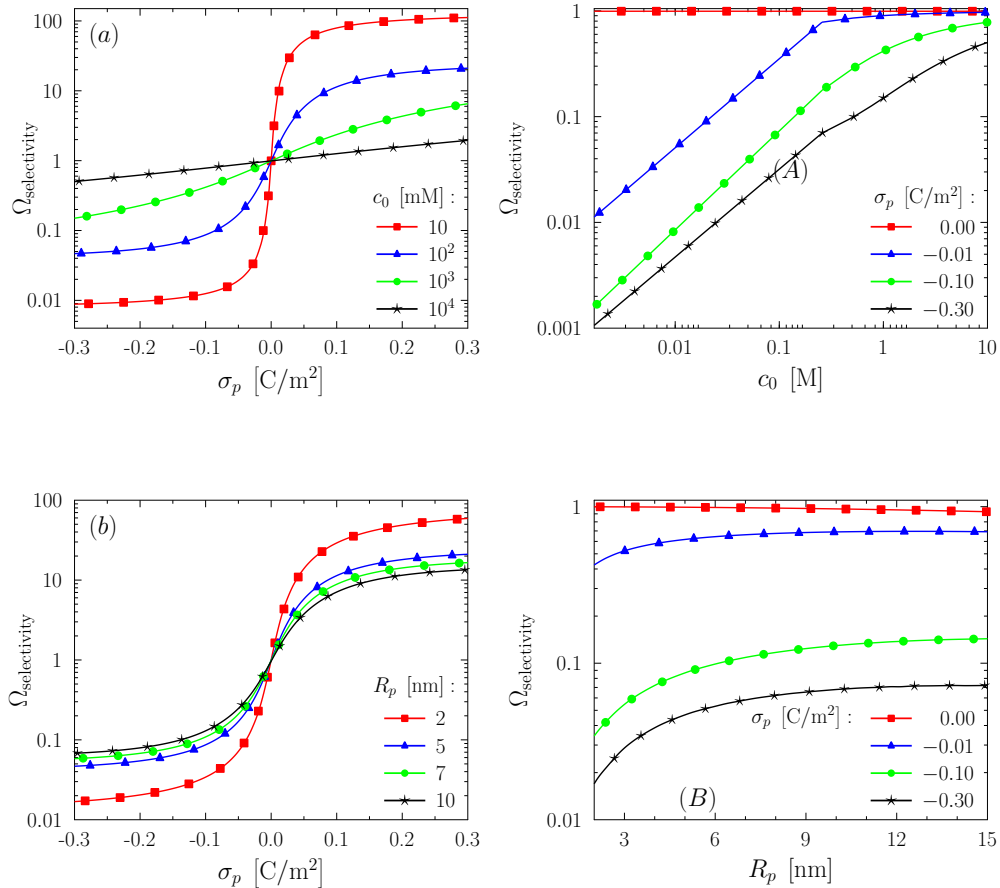 (a)
Ω_selectivity
100
10
1
0.1
0.01
c_0 [mM] :
10
10^2
10^3
10^4
-0.3 -0.2 -0.1 0.0 0.1 0.2 0.3
σ_p [C/m^2]
(A)
Ω_selectivity
1
0.1
0.01
0.001
σ_p [C/m^2] :
0.00
−0.01
−0.10
−0.30
0.01 0.1 1 10
c_0 [M]
(b)
Ω_selectivity
100
10
1
0.1
0.01
R_p [nm] :
2
5
7
10
-0.3 -0.2 -0.1 0.0 0.1 0.2 0.3
σ_p [C/m^2]
(B)
Ω_selectivity
1
0.1
0.01
σ_p [C/m^2] :
0.00
−0.01
−0.10
−0.30
3 6 9 12 15
R_p [nm]